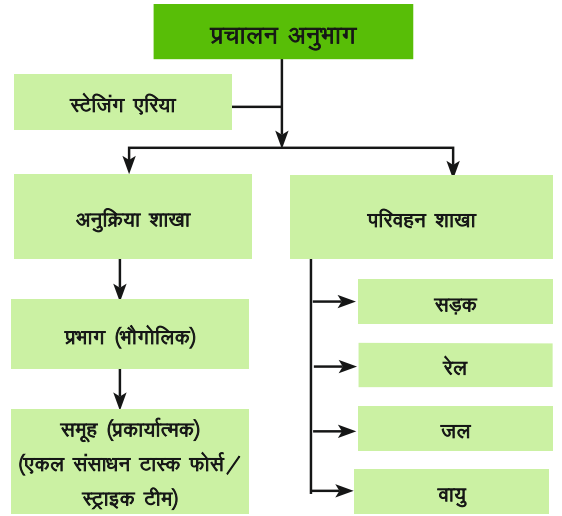 प्रचालन अनुभाग
स्टेजिंग एरिया
अनुक्रिया शाखा
परिवहन शाखा
प्रभाग (भौगोलिक)
समूह (प्रकार्यात्मक)
(एकल संसाधन टास्क फोर्स/
स्ट्राइक टीम)
सड़क
रेल
जल
वायु